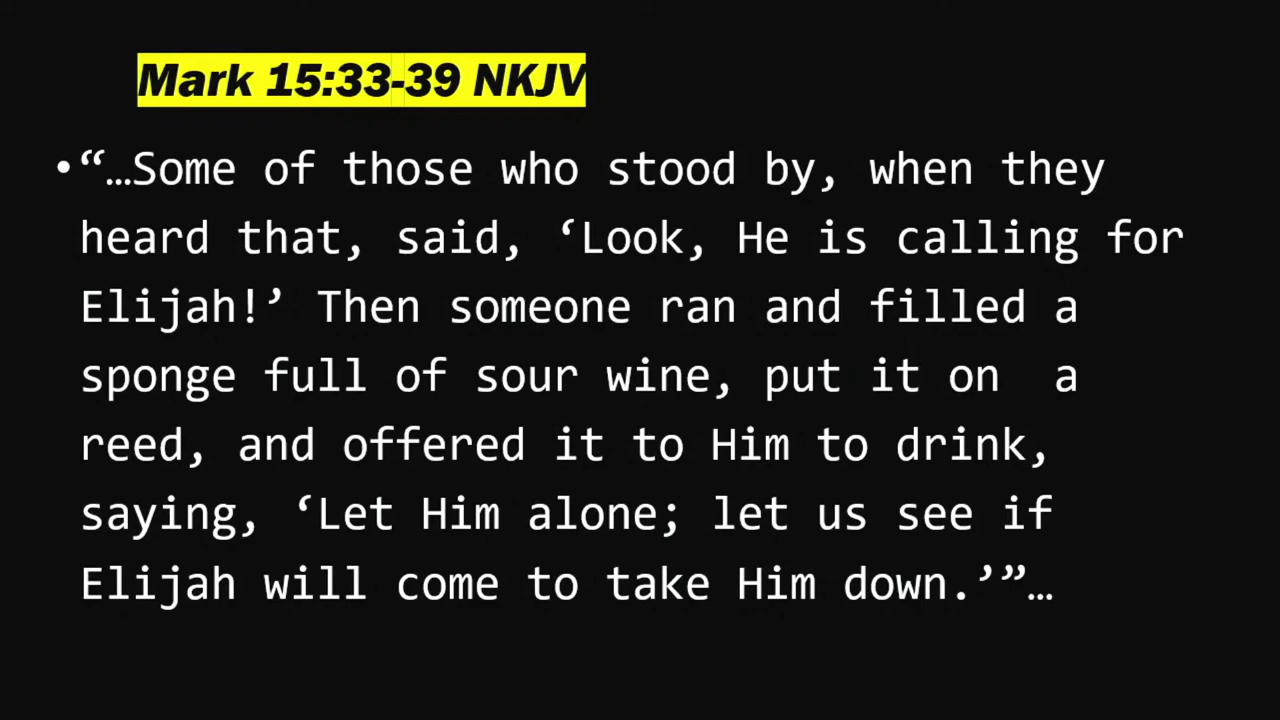 Mark 15:33-39 NKJV
•“…Some of those who stood by, when they
heard that, said, ‘Look, He is calling for
Elijah!’ Then someone ran and filled a
sponge full of sour wine, put it on  a
reed, and offered it to Him to drink,
saying, ‘Let Him alone; let us see if
Elijah will come to take Him down.’”…